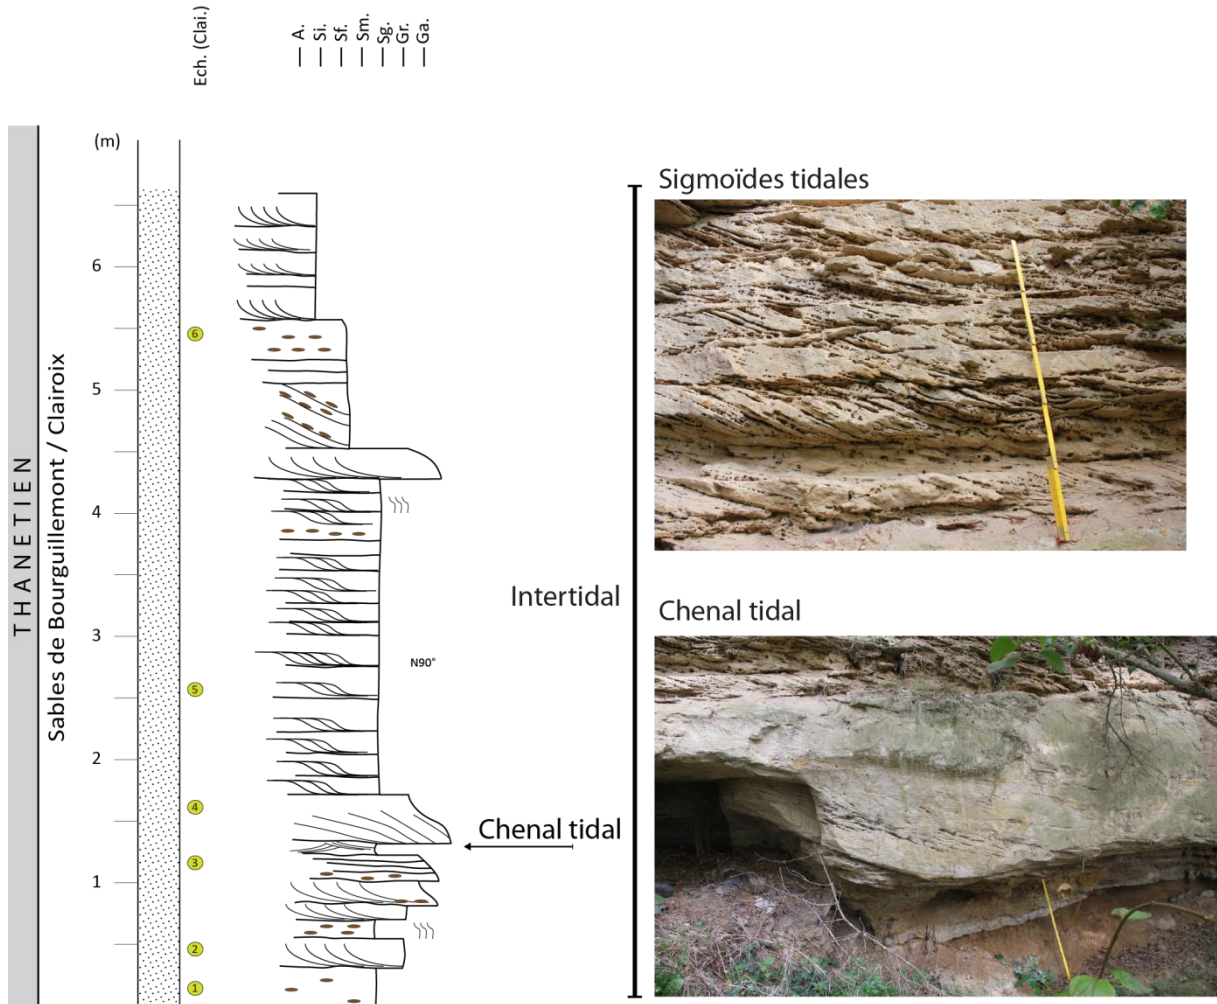 Ech. (Clai.)
A.
Si.
Sf.
Sm.
Sg.
Gr.
Ga.
(m)
THANETIEN
Sables de Bourguillemont / Clairoix
6
5
4
3
2
1
6
5
4
3
2
1
N90°
Chenal tidal
Intertidal
Sigmoïdes tidales
Chenal tidal